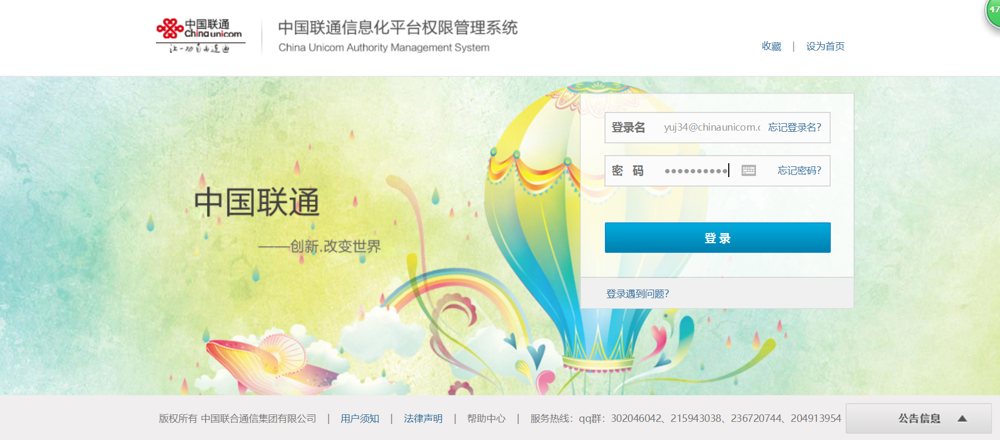 中国联通
China unicom
让一切自由连通
中国联通信息化平台权限管理系统
China Unicom Authority Management System
收藏 | 设为首页
47
登录名 yuj34@chinaunicom.c 忘记登录名?
密 码 ●●●●●●●●●● 忘记密码?
登 录
登录遇到问题?
中国联通
——创新.改变世界
版权所有 中国联合通信集团有限公司 | 用户须知 | 法律声明 | 帮助中心 | 服务热线：qq群：302046042、215943038、236720744、204913954
公告信息 ▲